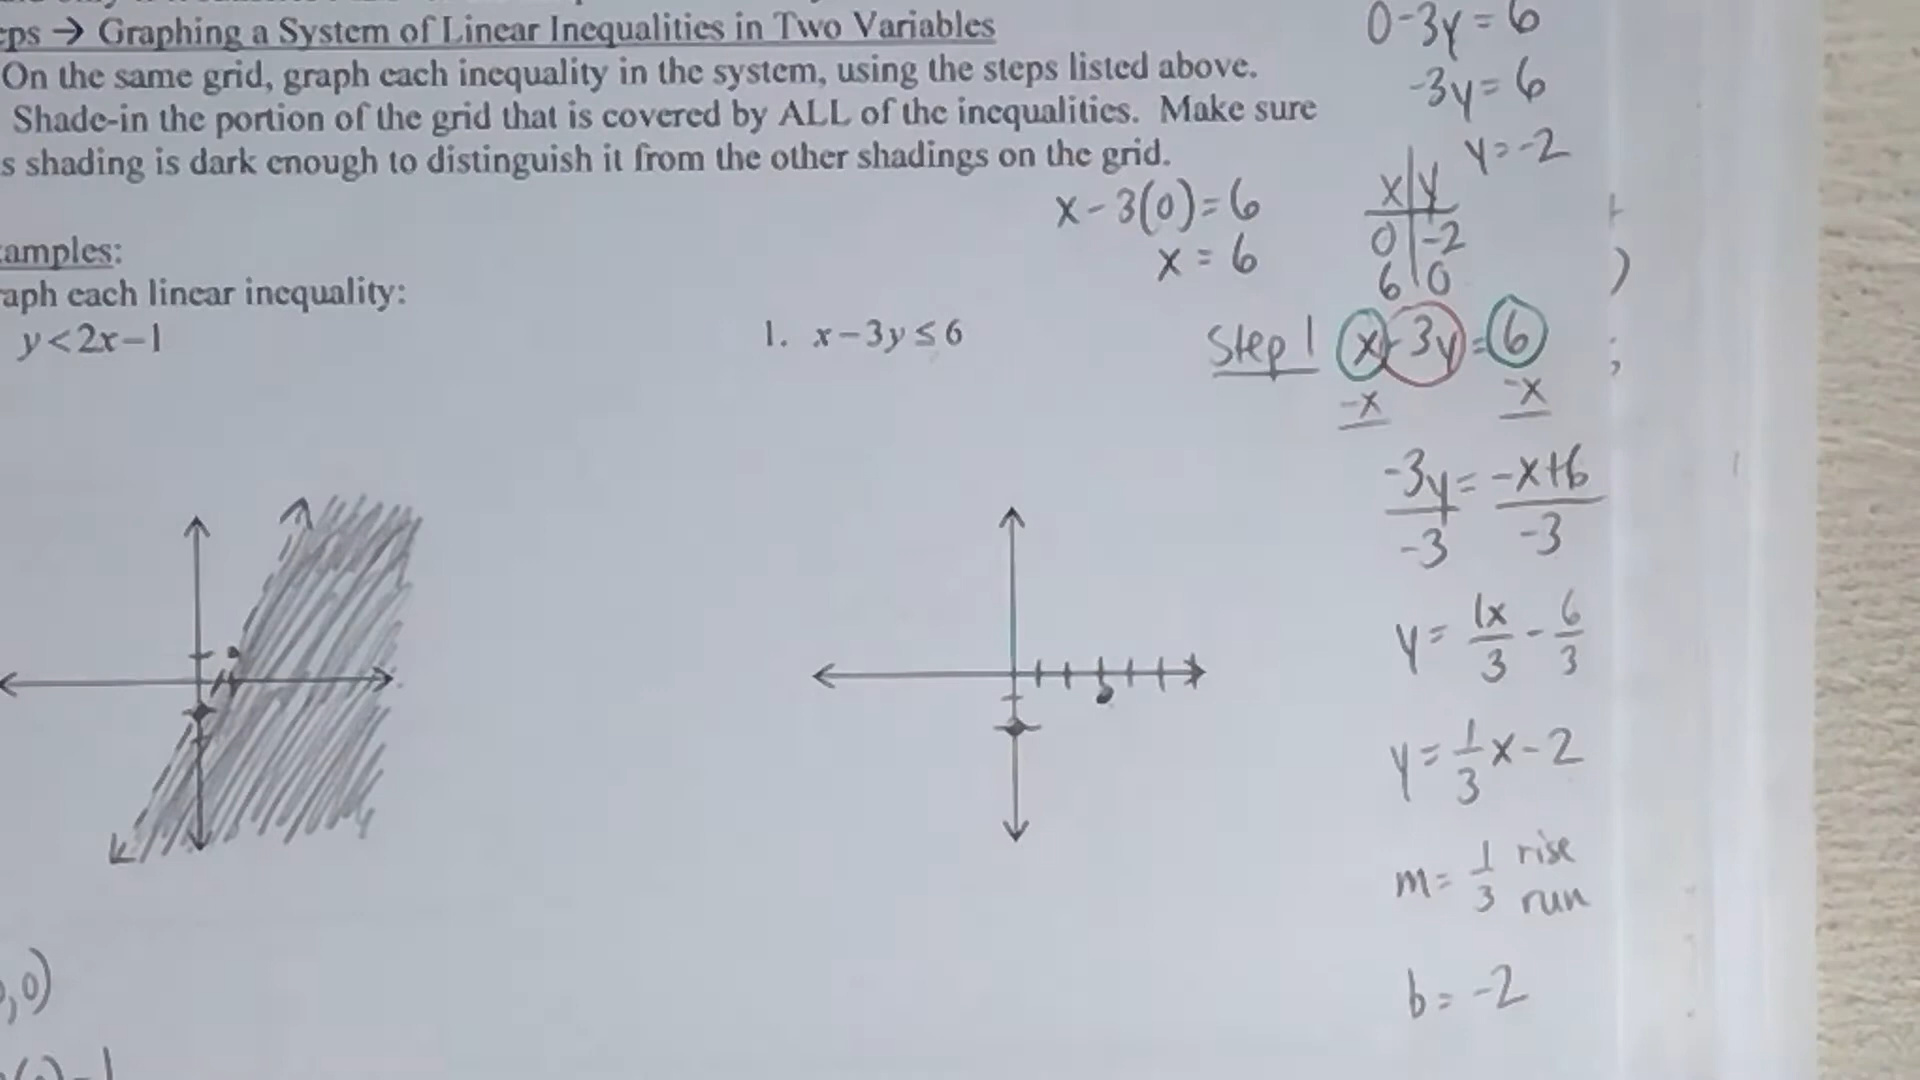 eps → Graphing a System of Linear Inequalities in Two Variables
On the same grid, graph each inequality in the system, using the steps listed above.
Shade-in the portion of the grid that is covered by ALL of the inequalities. Make sure
s shading is dark enough to distinguish it from the other shadings on the grid.
0-3y=6
-3y=6
y=-2
x-3(0)=6
x=6
x|y
0|-2
6|0
amples:
aph each linear inequality:
y<2x-1
1. x-3y≤6
Step 1 x-3y=6
-x -x
-3y = -x+6
-3 -3
y= 1x/3 - 6/3
y= 1/3 x-2
m= 1/3 rise
run
b=-2
,0)